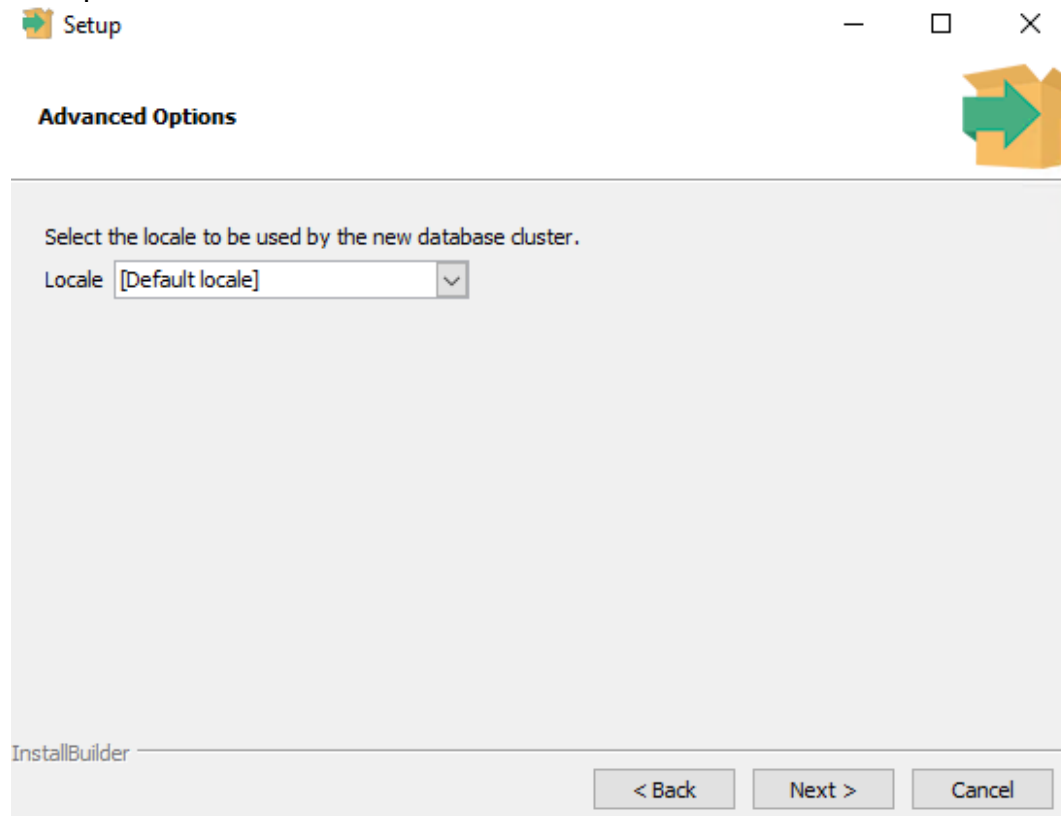 Setup
Advanced Options
Select the locale to be used by the new database cluster.
Locale [Default locale]
InstallBuilder
< Back Next > Cancel